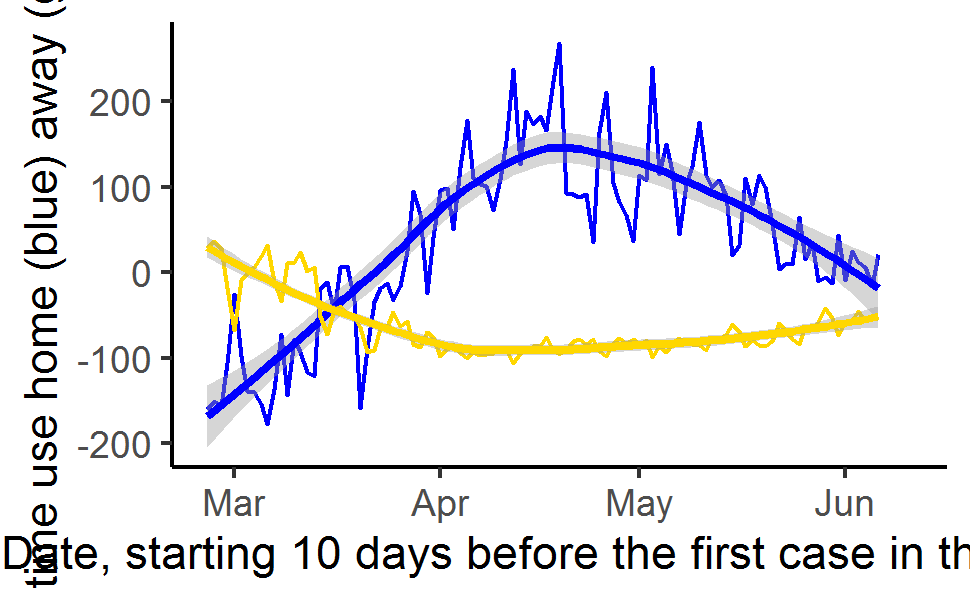 time use home (blue) away (
200
100
0
-100
-200
Mar Apr May Jun
Date, starting 10 days before the first case in th